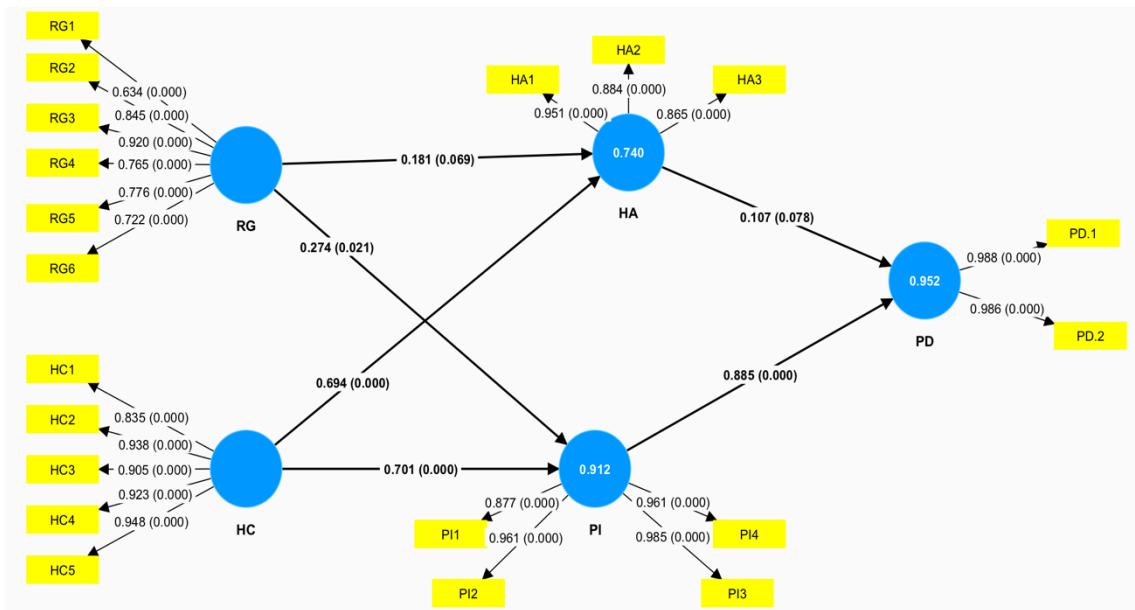 RG1
RG2
RG3
RG4
RG5
RG6
0.634 (0.000)
0.845 (0.000)
0.920 (0.000)
0.765 (0.000)
0.776 (0.000)
0.722 (0.000)
RG
HA1
HA2
HA3
0.951 (0.000)
0.884 (0.000)
0.865 (0.000)
0.740
HA
0.181 (0.069)
0.274 (0.021)
0.107 (0.078)
0.952
PD
0.988 (0.000)
0.986 (0.000)
PD.1
PD.2
HC1
HC2
HC3
HC4
HC5
0.835 (0.000)
0.938 (0.000)
0.905 (0.000)
0.923 (0.000)
0.948 (0.000)
HC
0.694 (0.000)
0.701 (0.000)
0.885 (0.000)
0.912
PI
0.877 (0.000)
0.961 (0.000)
0.961 (0.000)
0.985 (0.000)
PI1
PI4
PI2
PI3